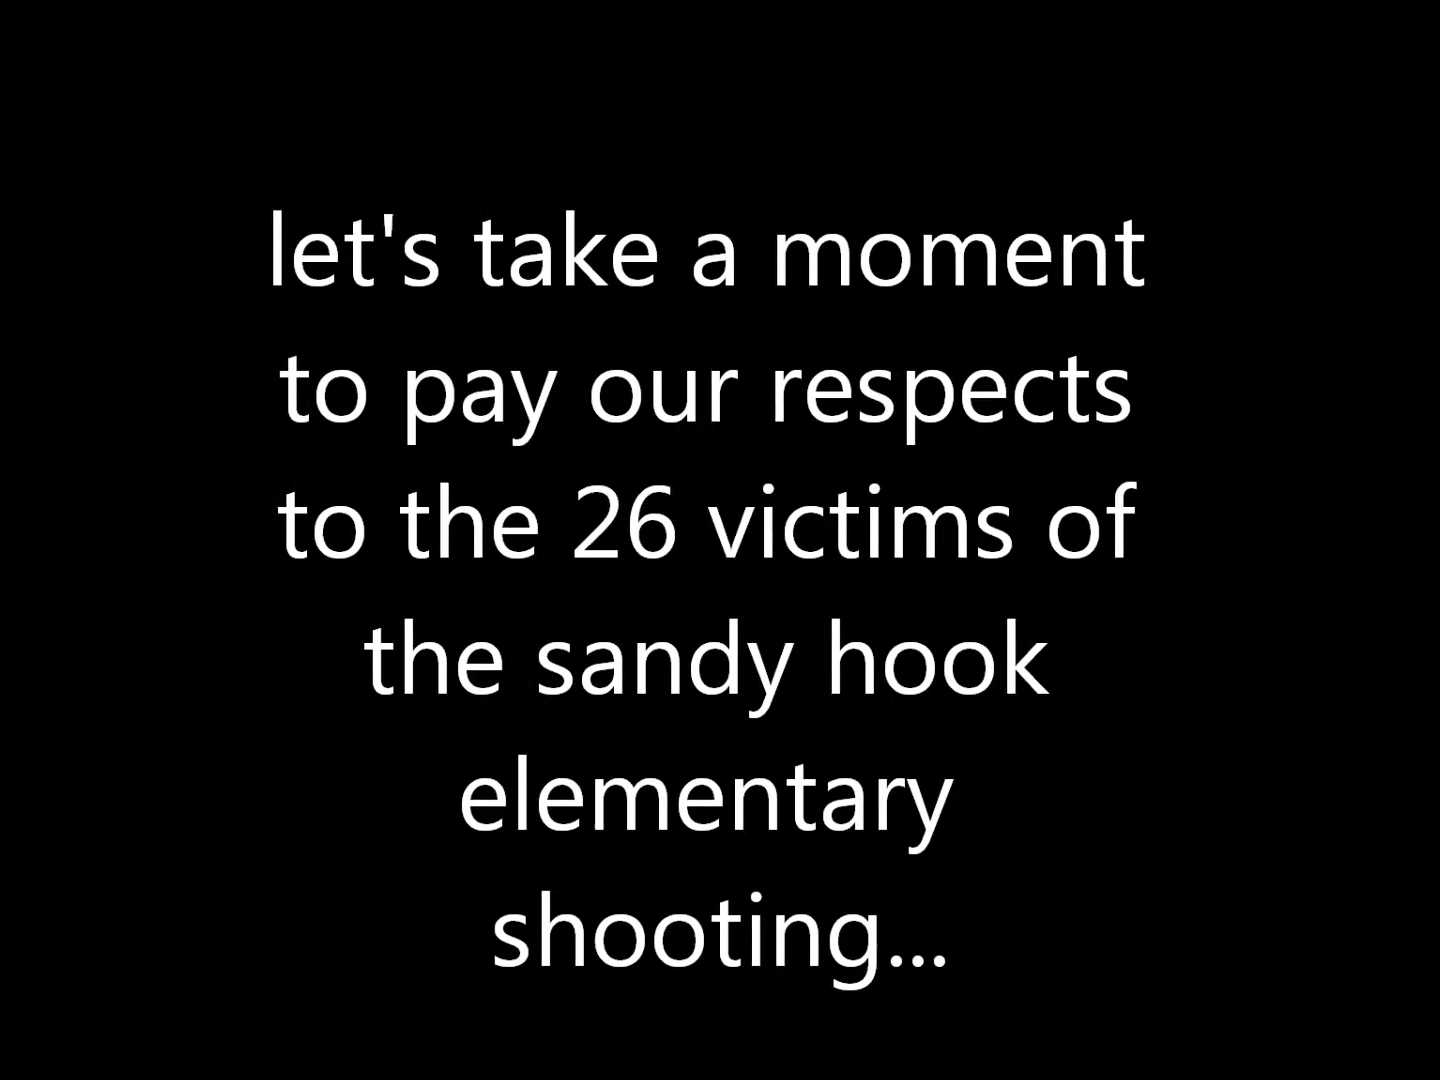 let's take a moment
to pay our respects
to the 26 victims of
the sandy hook
elementary
shooting...